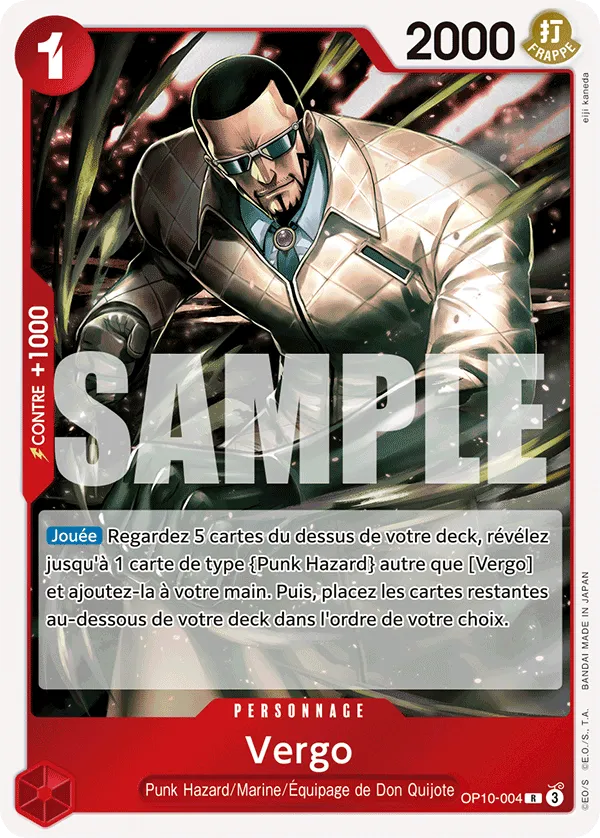 1
2000
打
FRAPPE
eiji kaneda
CONTRE +1000
SAMPLE
Jouée Regardez 5 cartes du dessus de votre deck, révélez
jusqu'à 1 carte de type {Punk Hazard} autre que [Vergo]
et ajoutez-la à votre main. Puis, placez les cartes restantes
au-dessous de votre deck dans l'ordre de votre choix.
PERSONNAGE
Vergo
Punk Hazard/Marine/Équipage de Don Quijote
OP10-004 R 3
©EO/S ©E.O./S., T.A. BANDAI MADE IN JAPAN